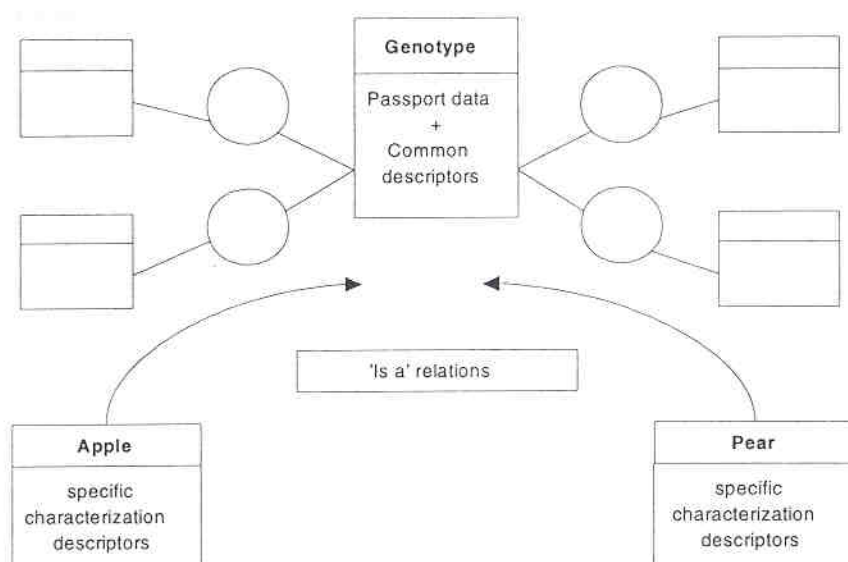 Genotype
Passport data
+
Common
descriptors
'Is a' relations
Apple
specific
characterization
descriptors
Pear
specific
characterization
descriptors